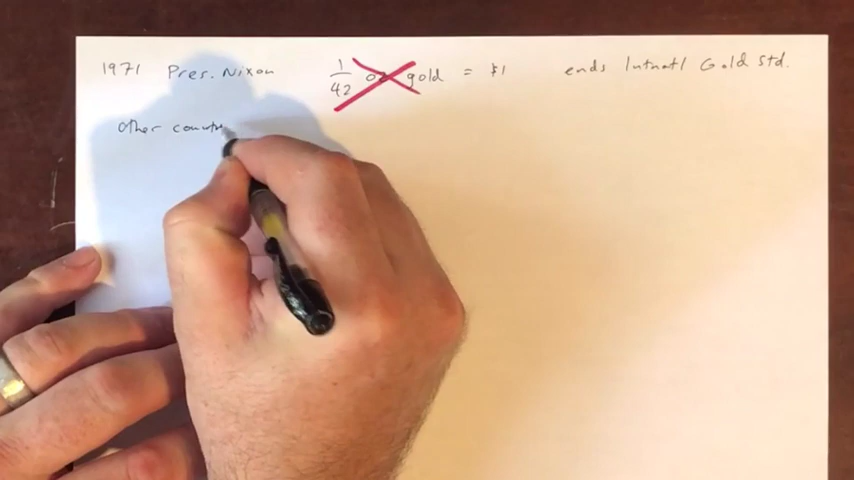 1971 Pres. Nixon 1/42 oz gold = $1 ends Intnatl Gold Std.
Other countr